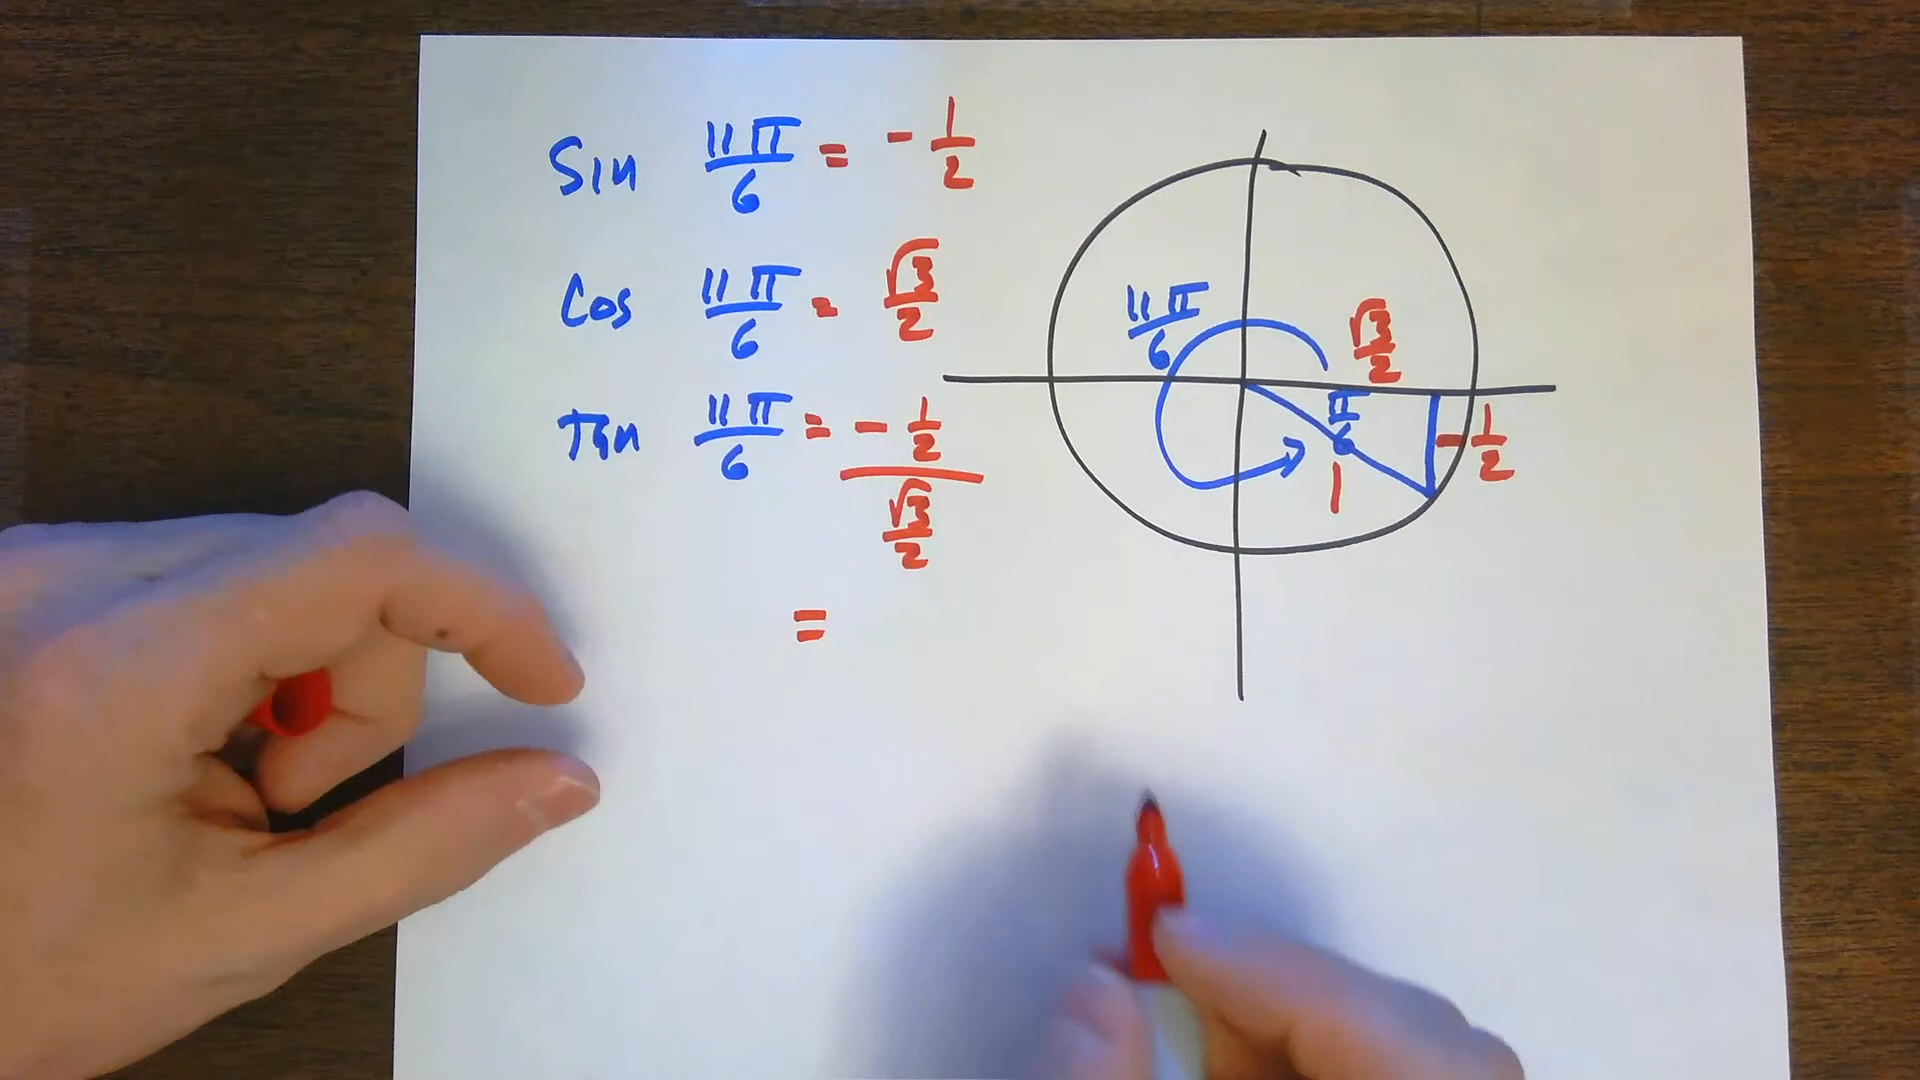 Sin 11π/6 = -1/2
Cos 11π/6 = √3/2
Tan 11π/6 = (-1/2)/(√3/2)
=
11π/6
√3/2
π/6
-1/2
1